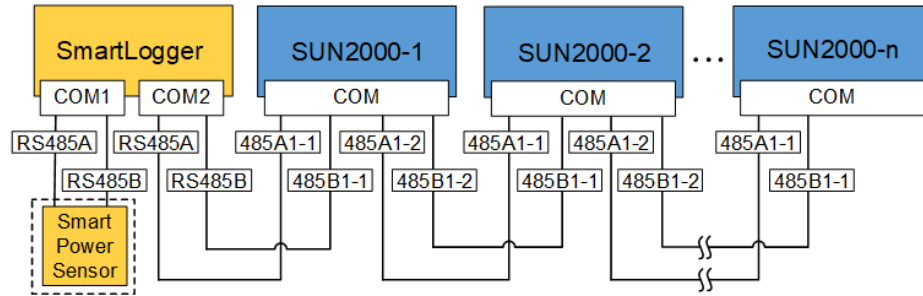 SmartLogger
SUN2000-1
SUN2000-2
...
SUN2000-n
COM1
COM2
COM
COM
COM
RS485A
RS485A
485A1-1
485A1-2
485A1-1
485A1-2
485A1-1
RS485B
RS485B
485B1-1
485B1-2
485B1-1
485B1-2
485B1-1
Smart
Power
Sensor